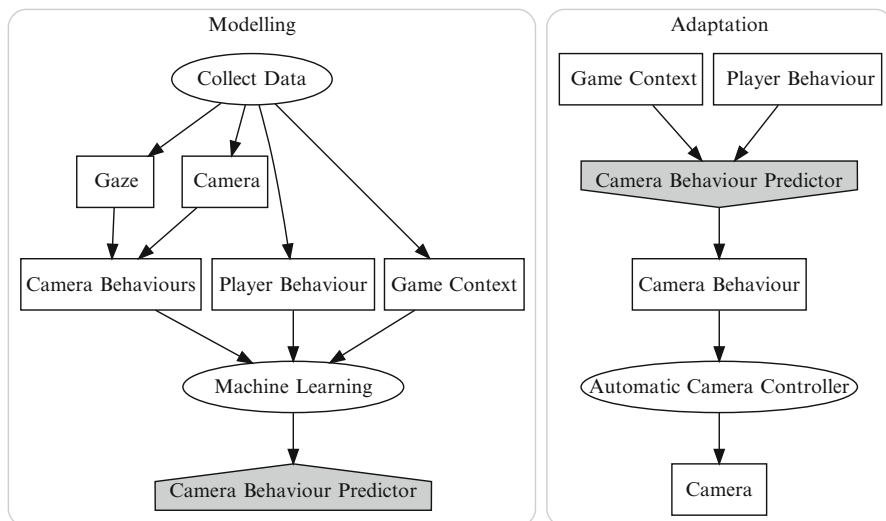 Modelling
Collect Data
Gaze
Camera
Camera Behaviours
Player Behaviour
Game Context
Machine Learning
Camera Behaviour Predictor
Adaptation
Game Context
Player Behaviour
Camera Behaviour Predictor
Camera Behaviour
Automatic Camera Controller
Camera